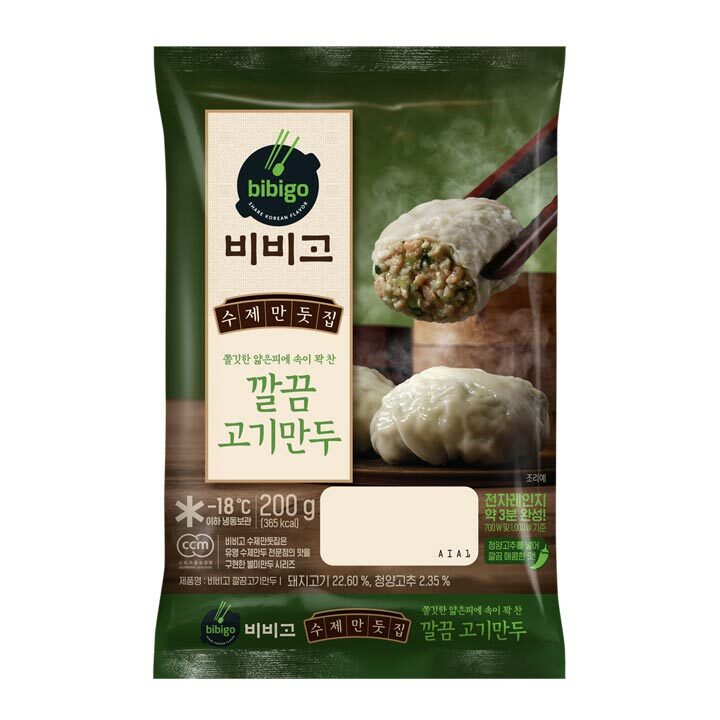 bibigo
SHARE KOREAN FLAVOR
비비고
수제만둣집
쫄깃한 얇은피에 속이 꽉 찬
깔끔
고기만두
조리예
-18℃
이하 냉동보관
200 g
(365 kcal)
전자레인지
약 3분 완성!
700 W 및 1,000 W 기준
AIA1
청양고추를 넣어
깔끔 매콤한 맛
ccm
비비고 수제만둣집은
유명 수제만두 전문점의 맛을
구현한 별미만두 시리즈
제품명 : 비비고 깔끔고기만두 I 돼지고기 22.60 %, 청양고추 2.35 %
bibigo
비비고
수제만둣집
쫄깃한 얇은피에 속이 꽉 찬
깔끔 고기만두